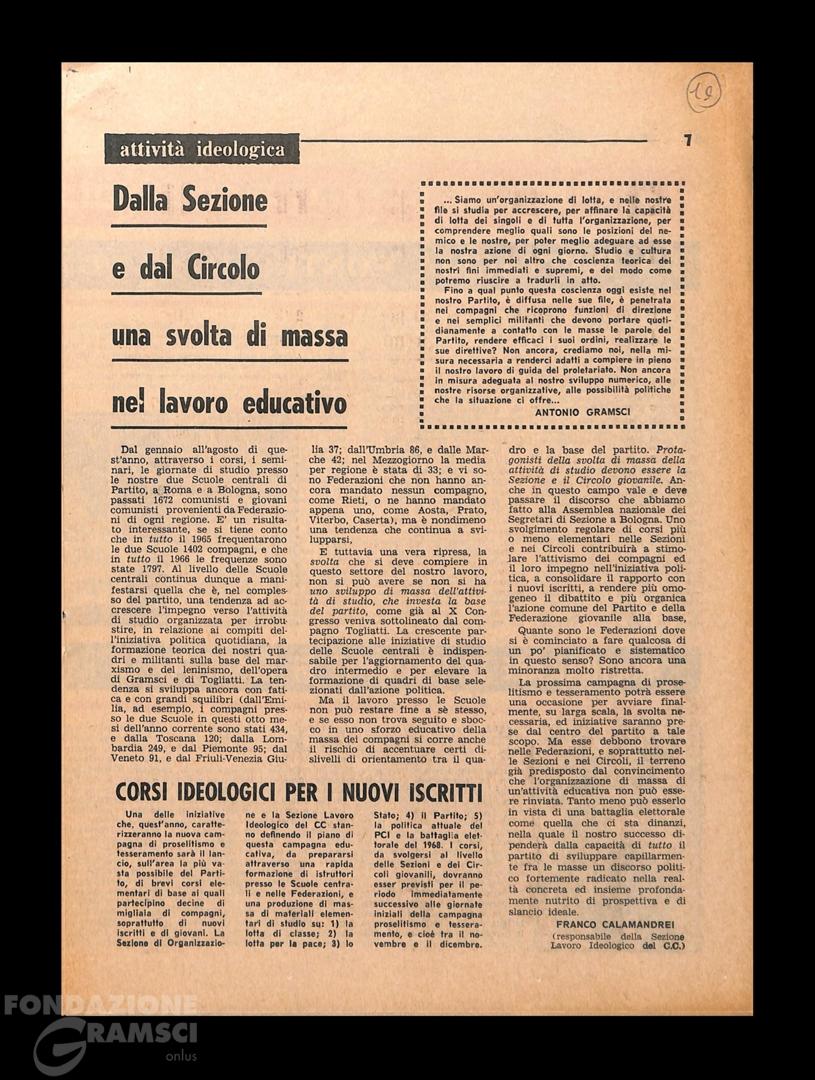 19
7
attività ideologica
Dalla Sezione
e dal Circolo
una svolta di massa
nel lavoro educativo
... Siamo un'organizzazione di lotta, e nelle nostre
file si studia per accrescere, per affinare la capacità
di lotta dei singoli e di tutta l'organizzazione, per
comprendere meglio quali sono le posizioni del ne-
mico e le nostre, per poter meglio adeguare ad esse
la nostra azione di ogni giorno. Studio e cultura
non sono per noi altro che coscienza teorica dei
nostri fini immediati e supremi, e del modo come
potremo riuscire a tradurli in atto.
Fino a qual punto questa coscienza oggi esiste nel
nostro Partito, è diffusa nelle sue file, è penetrata
nei compagni che ricoprono funzioni di direzione
e nei semplici militanti che devono portare quoti-
dianamente a contatto con le masse le parole del
Partito, rendere efficaci i suoi ordini, realizzare le
sue direttive? Non ancora, crediamo noi, nella mi-
sura necessaria a renderci adatti a compiere in pieno
il nostro lavoro di guida del proletariato. Non ancora
in misura adeguata al nostro sviluppo numerico, alle
nostre risorse organizzative, alle possibilità politiche
che la situazione ci offre...
ANTONIO GRAMSCI
Dal gennaio all'agosto di que-
st'anno, attraverso i corsi, i semi-
nari, le giornate di studio presso
le nostre due Scuole centrali di
Partito, a Roma e a Bologna, sono
passati 1672 comunisti e giovani
comunisti provenienti da Federazio-
ni di ogni regione. E' un risulta-
to interessante, se si tiene conto
che in tutto il 1965 frequentarono
le due Scuole 1402 compagni, e che
in tutto il 1966 le frequenze sono
state 1797. Al livello delle Scuole
centrali continua dunque a mani-
festarsi quella che è, nel comples-
so del partito, una tendenza ad ac-
crescere l'impegno verso l'attività
di studio organizzata per irrobu-
stire, in relazione ai compiti del-
l'iniziativa politica quotidiana, la
formazione teorica dei nostri qua-
dri e militanti sulla base del mar-
xismo e del leninismo, dell'opera
di Gramsci e di Togliatti. La ten-
denza si sviluppa ancora con fati-
ca e con grandi squilibri (dall'Emi-
lia, ad esempio, i compagni pres-
so le due Scuole in questi otto me-
si dell'anno corrente sono stati 434,
e dalla Toscana 120; dalla Lom-
bardia 249, e dal Piemonte 95; dal
Veneto 91, e dal Friuli-Venezia Giu-
lia 37; dall'Umbria 86, e dalle Mar-
che 42; nel Mezzogiorno la media
per regione è stata di 33; e vi so-
no Federazioni che non hanno an-
cora mandato nessun compagno,
come Rieti, o ne hanno mandato
appena uno, come Aosta, Prato,
Viterbo, Caserta), ma è nondimeno
una tendenza che continua a svi-
lupparsi,
E tuttavia una vera ripresa, la
svolta che si deve compiere in
questo settore del nostro lavoro,
non si può avere se non si ha
uno sviluppo di massa dell'attivi-
tà di studio, che investa la base
del partito, come già al X Con-
gresso veniva sottolineato dal com-
pagno Togliatti. La crescente par-
tecipazione alle iniziative di studio
delle Scuole centrali è indispen-
sabile per l'aggiornamento del qua-
dro intermedio e per elevare la
formazione di quadri di base sele-
zionati dall'azione politica.
Ma il lavoro presso le Scuole
non può restare fine a sè stesso,
e se esso non trova seguito e sboc-
co in uno sforzo educativo della
massa dei compagni si corre anche
il rischio di accentuare certi di-
slivelli di orientamento tra il qua-
dro e la base del partito. Prota-
gonisti della svolta di massa della
attività di studio devono essere la
Sezione e il Circolo giovanile. An-
che in questo campo vale e deve
passare il discorso che abbiamo
fatto alla Assemblea nazionale dei
Segretari di Sezione a Bologna. Uno
svolgimento regolare di corsi più
o meno elementari nelle Sezioni
e nei Circoli contribuirà a stimo-
lare l'attivismo dei compagni ed
il loro impegno nell'iniziativa poli-
tica, a consolidare il rapporto con
i nuovi iscritti, a rendere più omo-
geneo il dibattito e più organica
l'azione comune del Partito e della
Federazione giovanile alla base,
Quante sono le Federazioni dove
si è cominciato a fare qualcosa di
un po' pianificato e sistematico
in questo senso? Sono ancora una
minoranza molto ristretta.
La prossima campagna di prose-
litismo e tesseramento potrà essere
una occasione per avviare final-
mente, su larga scala, la svolta ne-
cessaria, ed iniziative saranno pre-
se dal centro del partito a tale
scopo. Ma esse debbono trovare
nelle Federazioni, e soprattutto nel-
le Sezioni e nei Circoli, il terreno
già predisposto dal convincimento
che l'organizzazione di massa di
un'attività educativa non può esse-
re rinviata. Tanto meno può esserlo
in vista di una battaglia elettorale
come quella che ci sta dinanzi,
nella quale il nostro successo di-
penderà dalla capacità di tutto il
partito di sviluppare capillarmen-
te fra le masse un discorso politi-
co fortemente radicato nella real-
tà concreta ed insieme profonda-
mente nutrito di prospettiva e di
slancio ideale.
FRANCO CALAMANDREI
(responsabile della Sezione
Lavoro Ideologico del C.C.)
CORSI IDEOLOGICI PER I NUOVI ISCRITTI
Una delle iniziative
che, quest'anno, caratte-
rizzeranno la nuova cam-
pagna di proselitismo e
tesseramento sarà il lan-
cio, sull'area la più va-
sta possibile del Parti-
to, di brevi corsi ele-
mentari di base ai quali
partecipino decine di
migliaia di compagni,
soprattutto di nuovi
iscritti e di giovani. La
Sezione di Organizzazio-
ne e la Sezione Lavoro
Ideologico del CC stan-
no definendo il piano di
questa campagna edu-
cativa, da prepararsi
attraverso una rapida
formazione di istruttori
presso le Scuole centra-
li e nelle Federazioni, e
una produzione di mas-
sa di materiali elemen-
tari di studio su: 1) la
lotta di classe; 2) la
lotta per la pace; 3) lo
Stato; 4) il Partito; 5)
la politica attuale del
PCI e la battaglia elet-
torale del 1968. I corsi,
da svolgersi al livello
delle Sezioni e dei Cir-
coli giovanili, dovranno
esser previsti per il pe-
riodo immediatamente
successivo alle giornate
iniziali della campagna
proselitismo e tessera-
mento, e cioè tra il no-
vembre e il dicembre.
FONDAZIONE
GRAMSCI
onlus